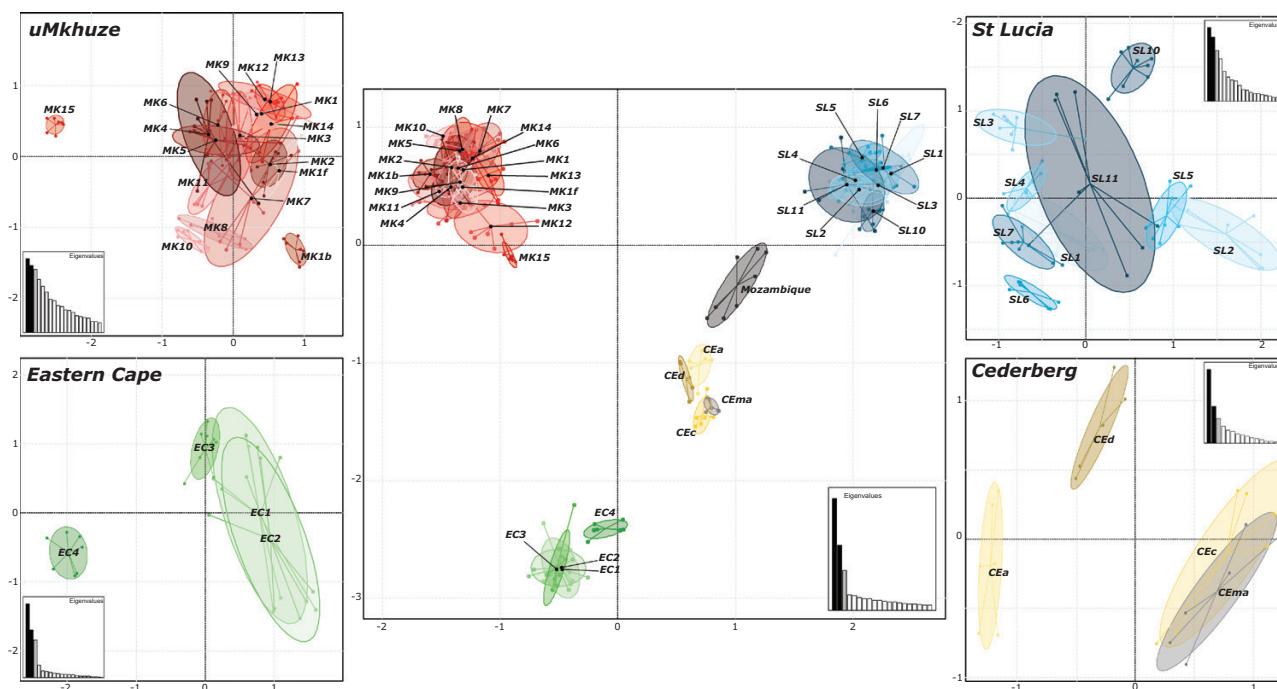 uMkhuze
1
0
-1
-2
-2
-1
0
1
MK13
MK12
MK9
MK1
MK15
MK6
MK14
MK4
MK3
MK5
MK2
MK1f
MK11
MK7
MK8
MK10
MK1b
Eigenvalues
Eastern Cape
2
1
0
-1
-2
-2
-1
0
1
EC3
EC1
EC2
EC4
Eigenvalues
1
0
-1
-2
-3
-2
-1
0
1
2
MK8
MK7
MK10
MK14
MK5
MK6
MK2
MK1
MK1b
MK13
MK9
MK1f
MK11
MK3
MK4
MK12
MK15
SL6
SL5
SL7
SL4
SL1
SL11
SL3
SL2
SL10
Mozambique
CEa
CEd
CEma
CEc
EC4
EC3
EC2
EC1
Eigenvalues
St Lucia
-2
1
0
-1
-1
0
1
2
SL10
SL3
SL4
SL11
SL5
SL7
SL1
SL2
SL6
Eigenvalues
Cederberg
1
0
-1
-1
0
1
CEd
CEa
CEc
CEma
Eigenvalue